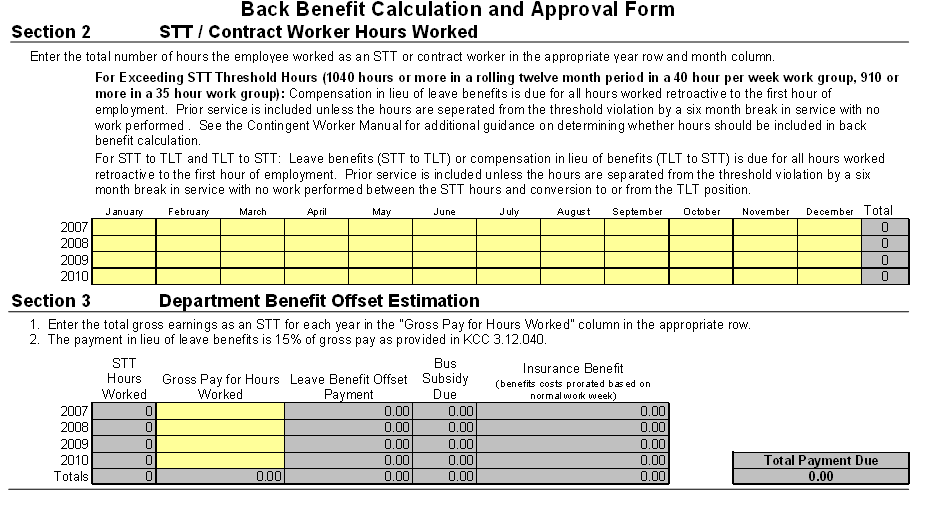 Back Benefit Calculation and Approval Form
Section 2 STT / Contract Worker Hours Worked
Enter the total number of hours the employee worked as an STT or contract worker in the appropriate year row and month column.
For Exceeding STT Threshold Hours (1040 hours or more in a rolling twelve month period in a 40 hour per week work group, 910 or
more in a 35 hour work group): Compensation in lieu of leave benefits is due for all hours worked retroactive to the first hour of
employment. Prior service is included unless the hours are seperated from the threshold violation by a six month break in service with no
work performed . See the Contingent Worker Manual for additional guidance on determining whether hours should be included in back
benefit calculation.
For STT to TLT and TLT to STT: Leave benefits (STT to TLT) or compensation in lieu of benefits (TLT to STT) is due for all hours worked
retroactive to the first hour of employment. Prior service is included unless the hours are separated from the threshold violation by a six
month break in service with no work performed between the STT hours and conversion to or from the TLT position.
January February March April May June July August September October November December Total
2007 0
2008 0
2009 0
2010 0
Section 3 Department Benefit Offset Estimation
1. Enter the total gross earnings as an STT for each year in the "Gross Pay for Hours Worked" column in the appropriate row.
2. The payment in lieu of leave benefits is 15% of gross pay as provided in KCC 3.12.040.
STT
Hours
Worked
Gross Pay for Hours
Worked
Leave Benefit Offset
Payment
Bus
Subsidy
Due
Insurance Benefit
(benefits costs prorated based on
normal work week)
2007 0 0.00 0.00 0.00
2008 0 0.00 0.00 0.00
2009 0 0.00 0.00 0.00
2010 0 0.00 0.00 0.00
Totals 0 0.00 0.00 0.00 0.00
Total Payment Due
0.00